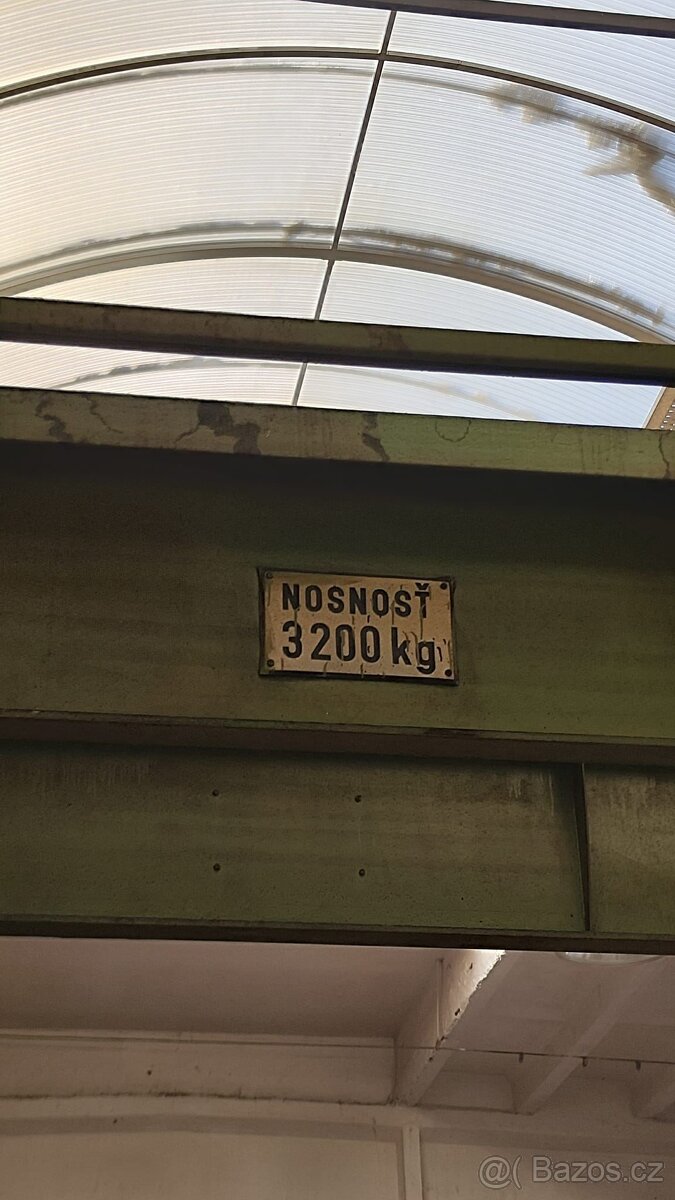 NOSNOSŤ
3200 kg
@( Bazos.cz